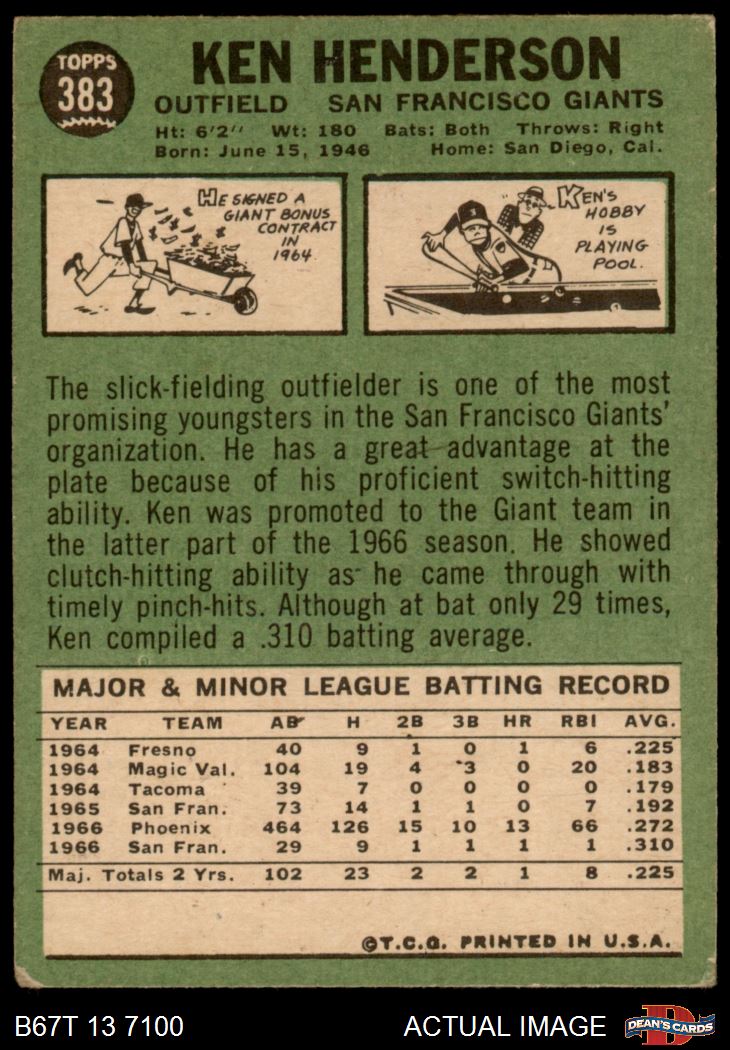 TOPPS
383
KEN HENDERSON
OUTFIELD SAN FRANCISCO GIANTS
Ht: 6'2" Wt: 180 Bats: Both Throws: Right
Born: June 15, 1946 Home: San Diego, Cal.
HE SIGNED A
GIANT BONUS
CONTRACT
IN
1964.
KEN'S
HOBBY
IS
PLAYING
POOL.
The slick-fielding outfielder is one of the most
promising youngsters in the San Francisco Giants'
organization. He has a great advantage at the
plate because of his proficient switch-hitting
ability. Ken was promoted to the Giant team in
the latter part of the 1966 season. He showed
clutch-hitting ability as he came through with
timely pinch-hits. Although at bat only 29 times,
Ken compiled a .310 batting average.
MAJOR & MINOR LEAGUE BATTING RECORD
YEAR TEAM AB H 2B 3B HR RBI AVG.
1964 Fresno 40 9 1 0 1 6 .225
1964 Magic Val. 104 19 4 3 0 20 .183
1964 Tacoma 39 7 0 0 0 0 .179
1965 San Fran. 73 14 1 1 0 7 .192
1966 Phoenix 464 126 15 10 13 66 .272
1966 San Fran. 29 9 1 1 1 1 .310
Maj. Totals 2 Yrs. 102 23 2 2 1 8 .225
©T.C.G. PRINTED IN U.S.A.
B67T 13 7100 ACTUAL IMAGE D DEAN'S CARDS